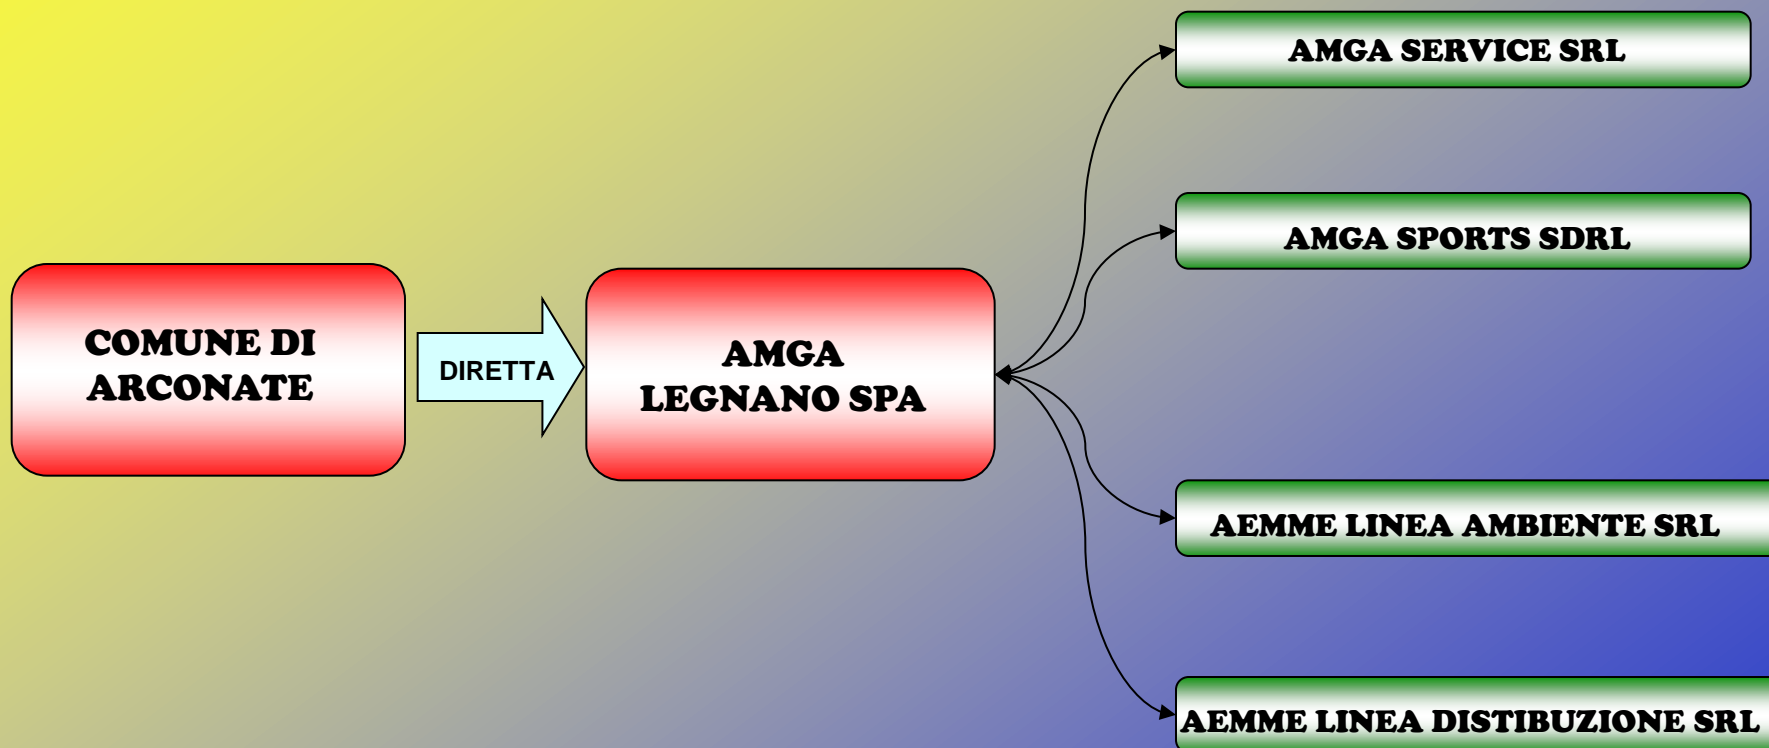 AMGA SERVICE SRL
AMGA SPORTS SDRL
COMUNE DI
ARCONATE
DIRETTA
AMGA
LEGNANO SPA
AEMME LINEA AMBIENTE SRL
AEMME LINEA DISTIBUZIONE SRL